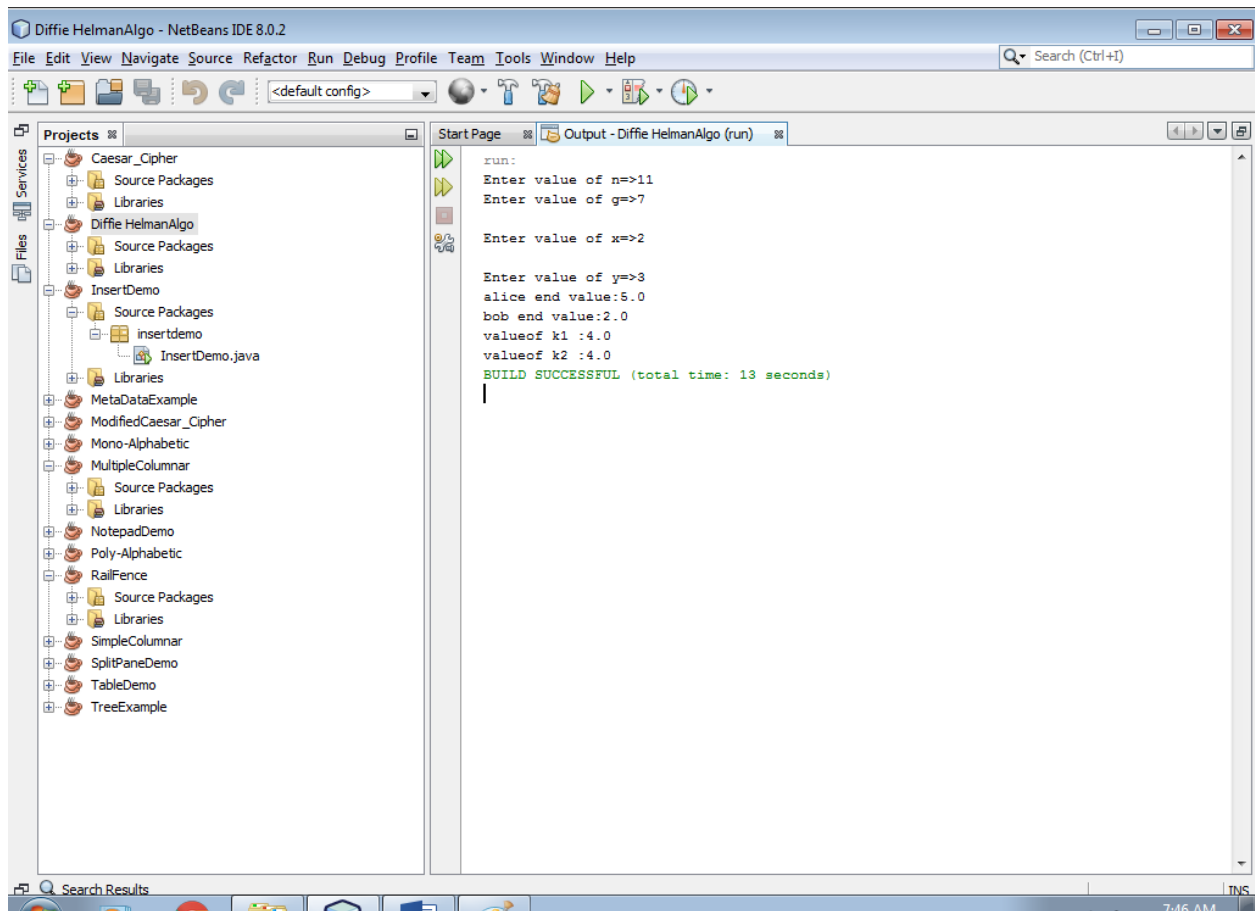 Diffie HelmanAlgo - NetBeans IDE 8.0.2
File Edit View Navigate Source Refactor Run Debug Profile Team Tools Window Help
Search (Ctrl+I)
<default config>
Projects
Start Page
Output - Diffie HelmanAlgo (run)
Services
Files
Caesar_Cipher
Source Packages
Libraries
Diffie HelmanAlgo
Source Packages
Libraries
InsertDemo
Source Packages
insertdemo
InsertDemo.java
Libraries
MetaDataExample
ModifiedCaesar_Cipher
Mono-Alphabetic
MultipleColumnar
Source Packages
Libraries
NotepadDemo
Poly-Alphabetic
RailFence
Source Packages
Libraries
SimpleColumnar
SplitPaneDemo
TableDemo
TreeExample
run:
Enter value of n=>11
Enter value of g=>7
Enter value of x=>2
Enter value of y=>3
alice end value:5.0
bob end value:2.0
valueof k1 :4.0
valueof k2 :4.0
BUILD SUCCESSFUL (total time: 13 seconds)
Search Results
INS
7:46 AM